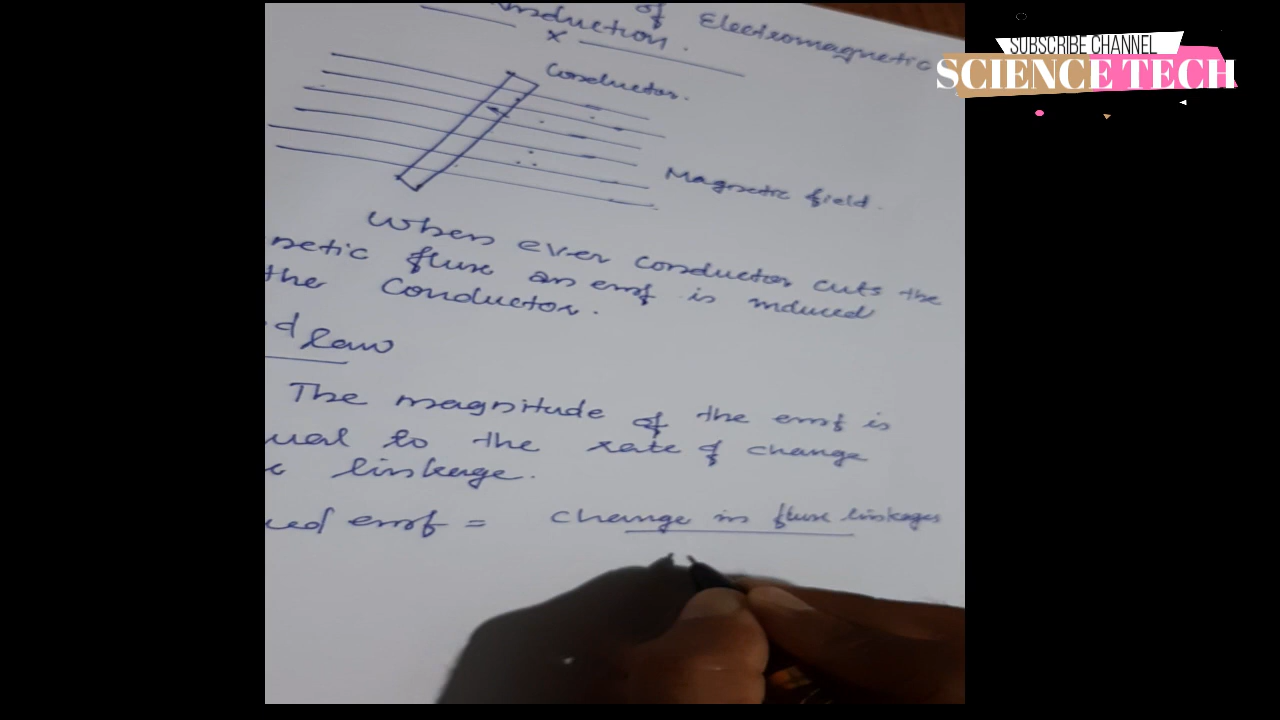 of Electromagnetic
Induction.
x
Conductor.
Magnetic field.
When ever conductor cuts the
netic flux an emf is induced
the Conductor.
d law
The magnitude of the emf is
ual to the rate of change
linkage.
ced emf = change in flux linkages
SUBSCRIBE CHANNEL
SCIENCE TECH